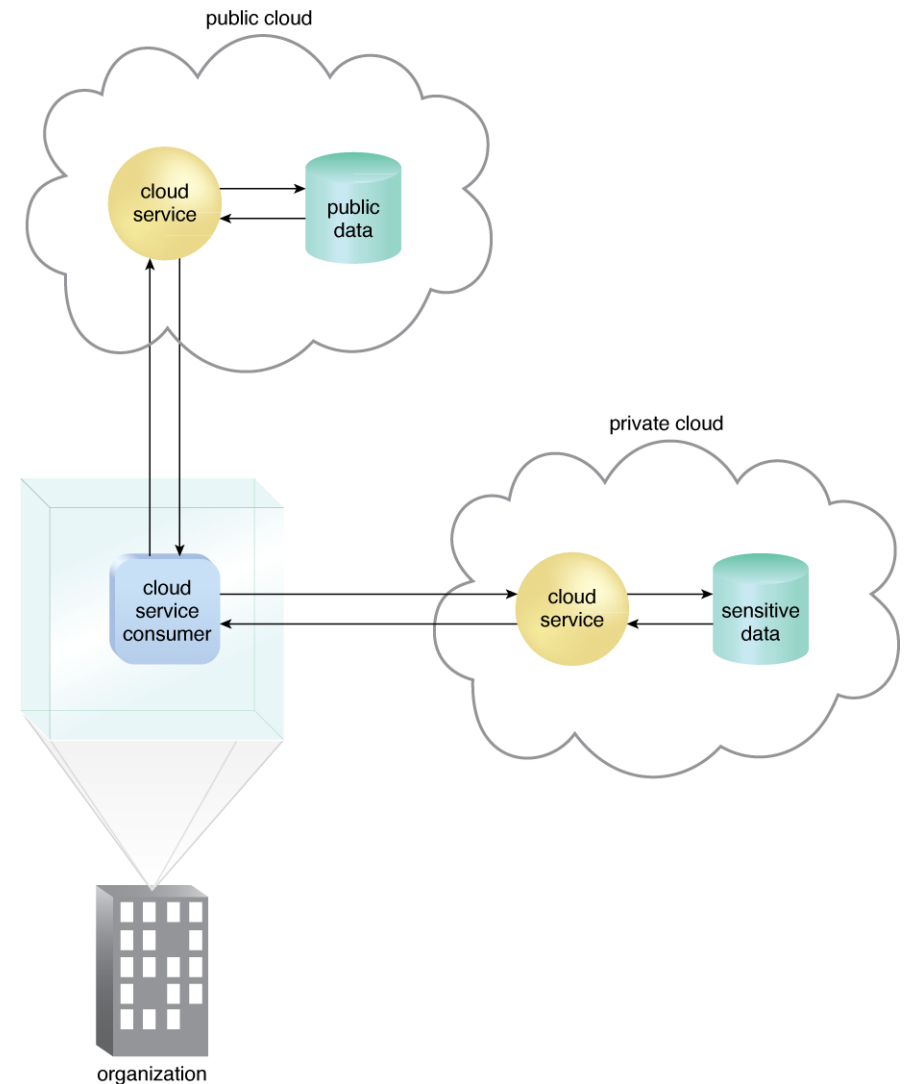 public cloud
cloud
service
public
data
private cloud
cloud
service
consumer
cloud
service
sensitive
data
organization